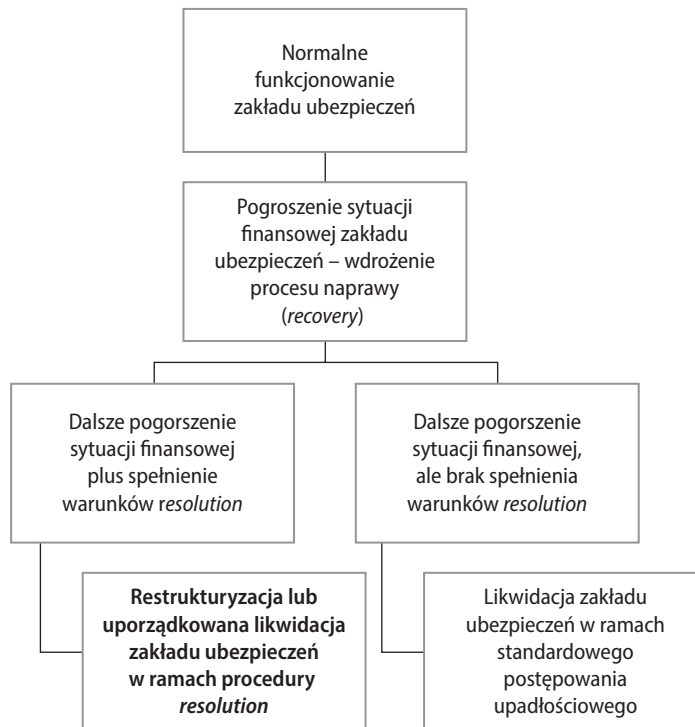 Normalne
funkcjonowanie
zakładu ubezpieczeń
Pogroszenie sytuacji
finansowej zakładu
ubezpieczeń – wdrożenie
procesu naprawy
(recovery)
Dalsze pogorszenie
sytuacji finansowej
plus spełnienie
warunków resolution
Dalsze pogorszenie
sytuacji finansowej,
ale brak spełnienia
warunków resolution
Restrukturyzacja lub
uporządkowana likwidacja
zakładu ubezpieczeń
w ramach procedury
resolution
Likwidacja zakładu
ubezpieczeń w ramach
standardowego
postępowania
upadłościowego